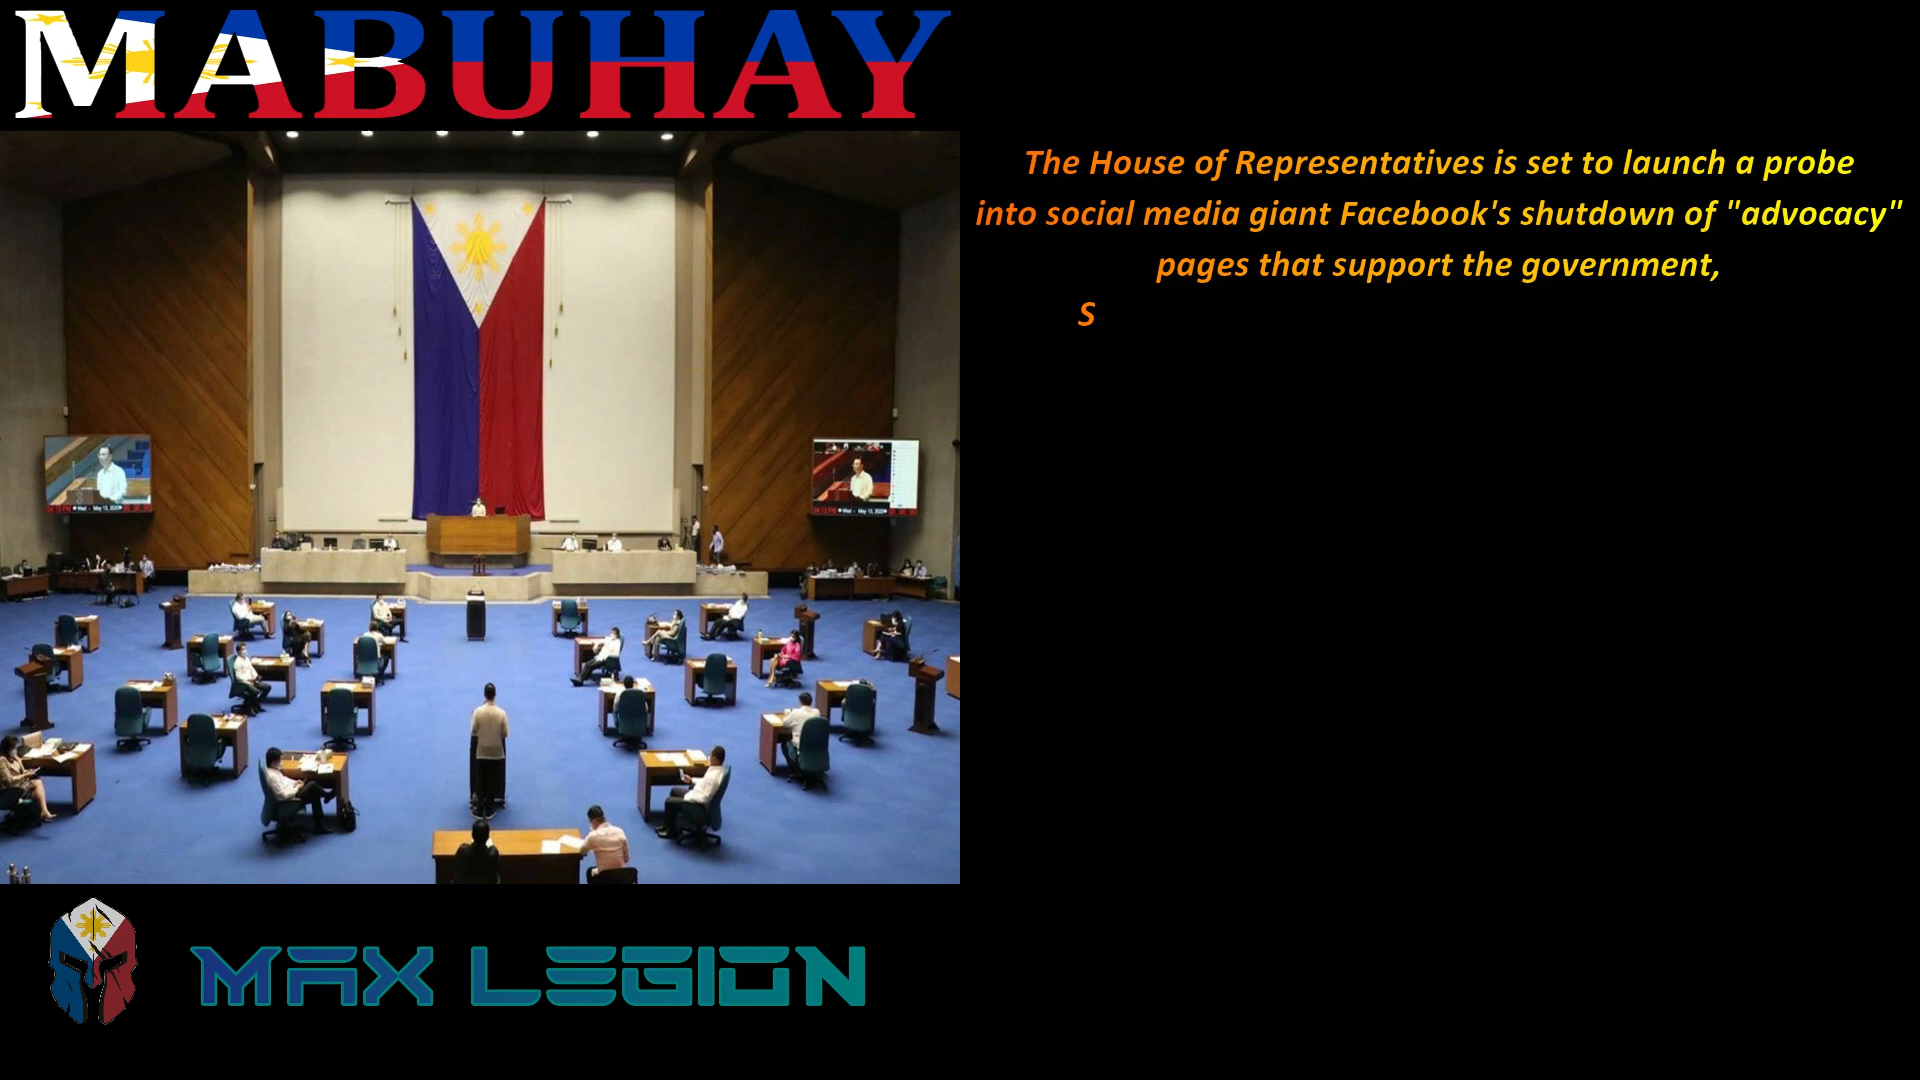 MABUHAY
The House of Representatives is set to launch a probe
into social media giant Facebook's shutdown of "advocacy"
pages that support the government,
S
MAX LEGION